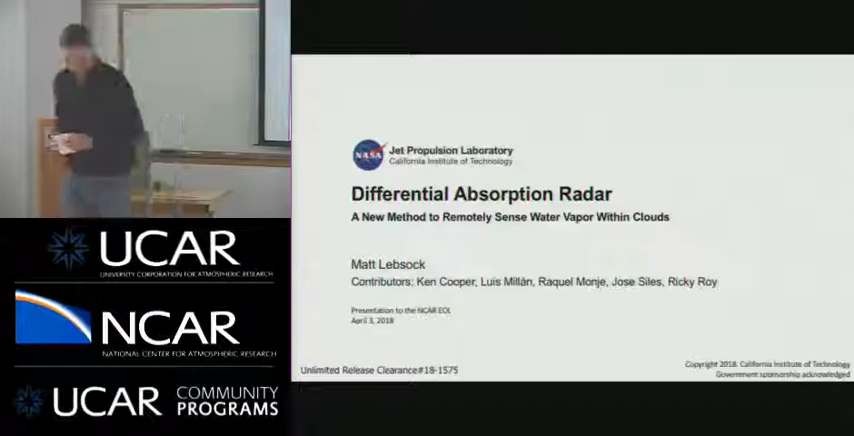 UCAR
UNIVERSITY CORPORATION FOR ATMOSPHERIC RESEARCH
NCAR
NATIONAL CENTER FOR ATMOSPHERIC RESEARCH
UCAR COMMUNITY PROGRAMS
NASA
Jet Propulsion Laboratory
California Institute of Technology
Differential Absorption Radar
A New Method to Remotely Sense Water Vapor Within Clouds
Matt Lebsock
Contributors: Ken Cooper, Luis Millán, Raquel Monje, Jose Siles, Ricky Roy
Presentation to the NCAR EOL
April 3, 2018
Unlimited Release Clearance#18-1575
Copyright 2018. California Institute of Technology
Government sponsorship acknowledged